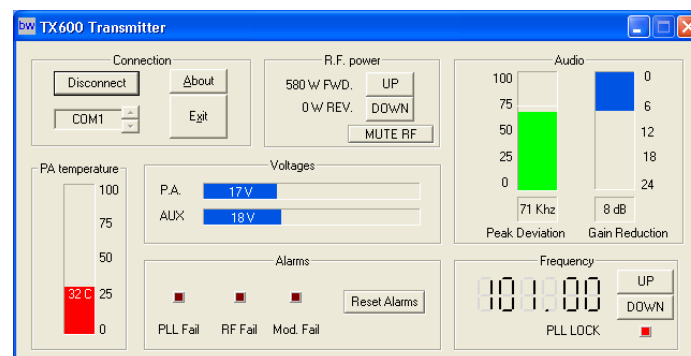 bw TX600 Transmitter
Connection
Disconnect About
COM1 Exit
R.F. power
580 W FWD. UP
0 W REV. DOWN
MUTE RF
Audio
100 0
75 6
50 12
25 18
0 24
71 Khz 8 dB
Peak Deviation Gain Reduction
PA temperature
100
75
50
32 C 25
0
Voltages
P.A. 17 V
AUX 18 V
Alarms
Reset Alarms
PLL Fail RF Fail Mod. Fail
Frequency
101.00 UP
DOWN
PLL LOCK